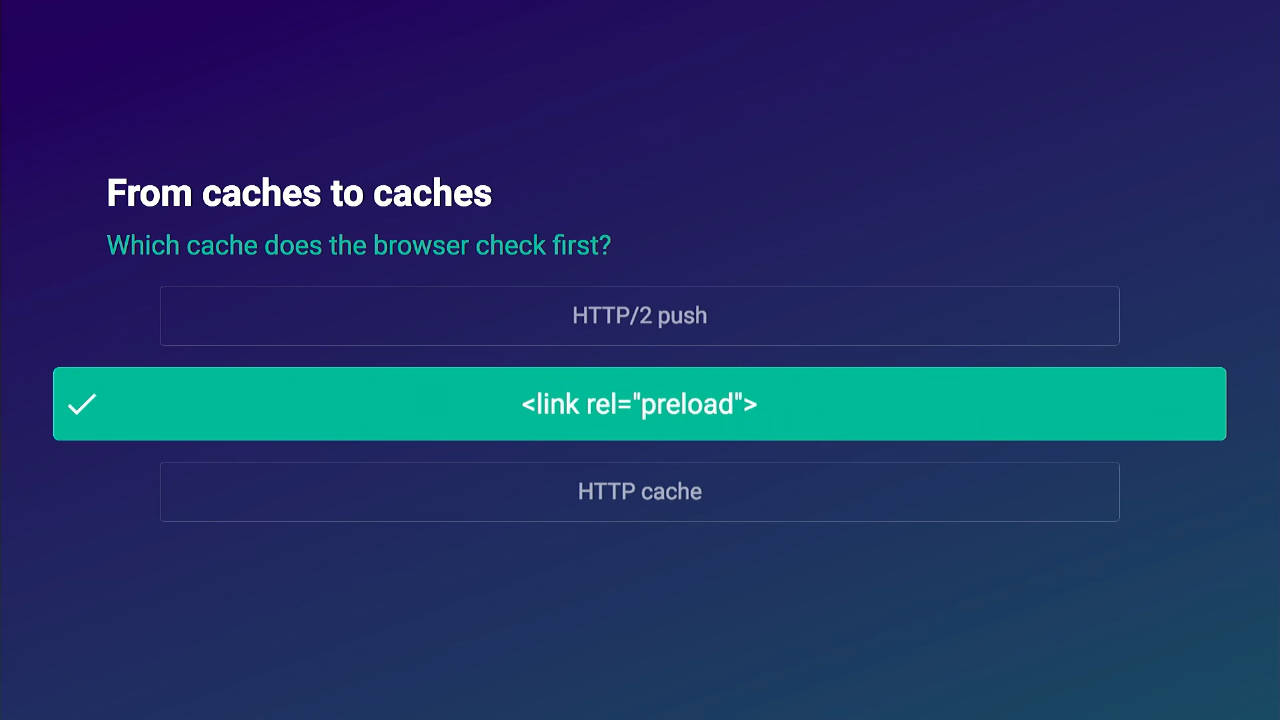 From caches to caches
Which cache does the browser check first?
HTTP/2 push
<link rel="preload">
HTTP cache